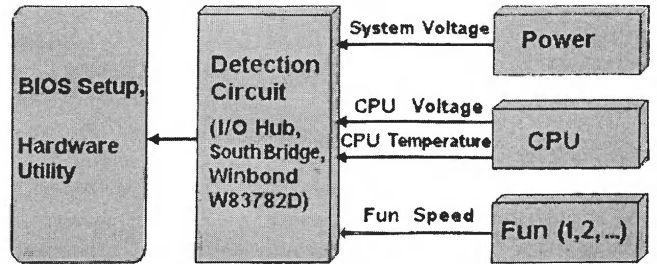 BIOS Setup,
Hardware
Utility
Detection
Circuit
(I/O Hub,
South Bridge,
Winbond
W83782D)
System Voltage
Power
CPU Voltage
CPU Temperature
CPU
Fun Speed
Fun (1,2,...)